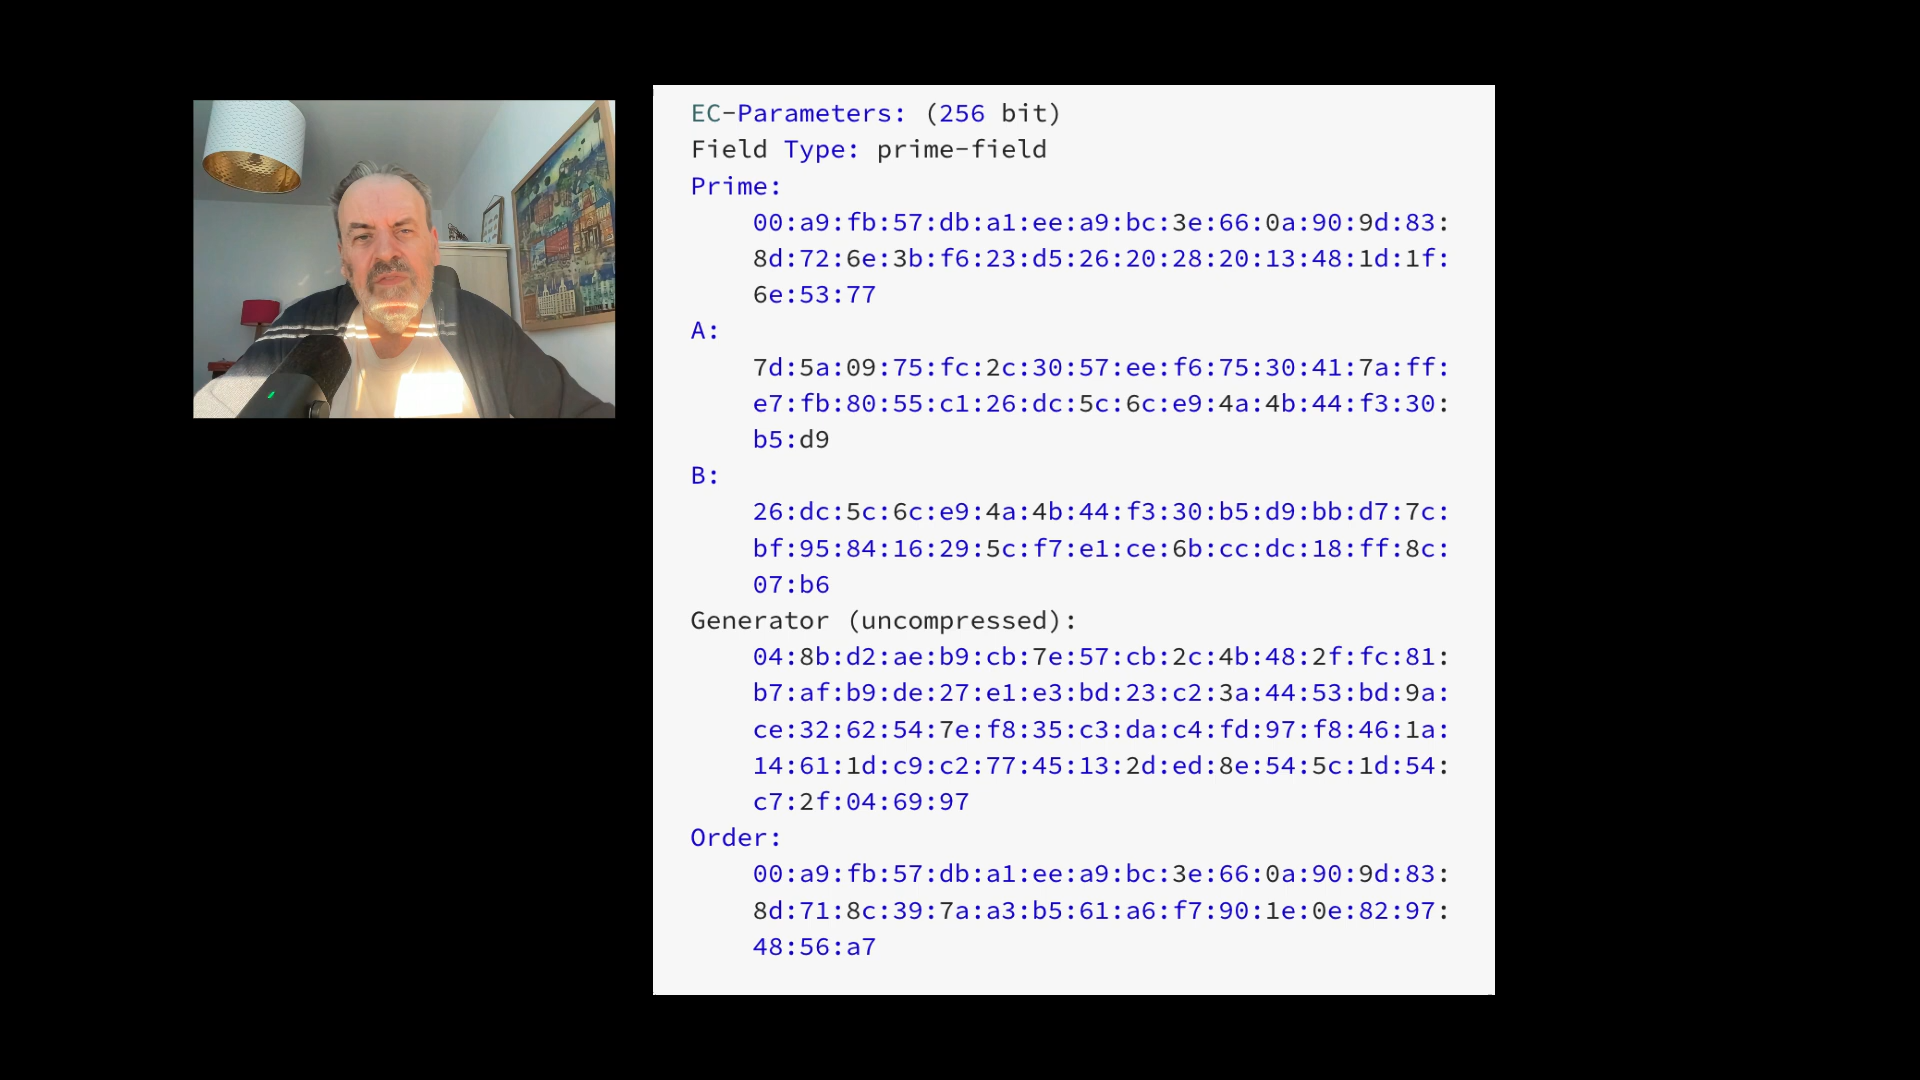 EC-Parameters: (256 bit)
Field Type: prime-field
Prime:
00:a9:fb:57:db:a1:ee:a9:bc:3e:66:0a:90:9d:83:
8d:72:6e:3b:f6:23:d5:26:20:28:20:13:48:1d:1f:
6e:53:77
A:
7d:5a:09:75:fc:2c:30:57:ee:f6:75:30:41:7a:ff:
e7:fb:80:55:c1:26:dc:5c:6c:e9:4a:4b:44:f3:30:
b5:d9
B:
26:dc:5c:6c:e9:4a:4b:44:f3:30:b5:d9:bb:d7:7c:
bf:95:84:16:29:5c:f7:e1:ce:6b:cc:dc:18:ff:8c:
07:b6
Generator (uncompressed):
04:8b:d2:ae:b9:cb:7e:57:cb:2c:4b:48:2f:fc:81:
b7:af:b9:de:27:e1:e3:bd:23:c2:3a:44:53:bd:9a:
ce:32:62:54:7e:f8:35:c3:da:c4:fd:97:f8:46:1a:
14:61:1d:c9:c2:77:45:13:2d:ed:8e:54:5c:1d:54:
c7:2f:04:69:97
Order:
00:a9:fb:57:db:a1:ee:a9:bc:3e:66:0a:90:9d:83:
8d:71:8c:39:7a:a3:b5:61:a6:f7:90:1e:0e:82:97:
48:56:a7